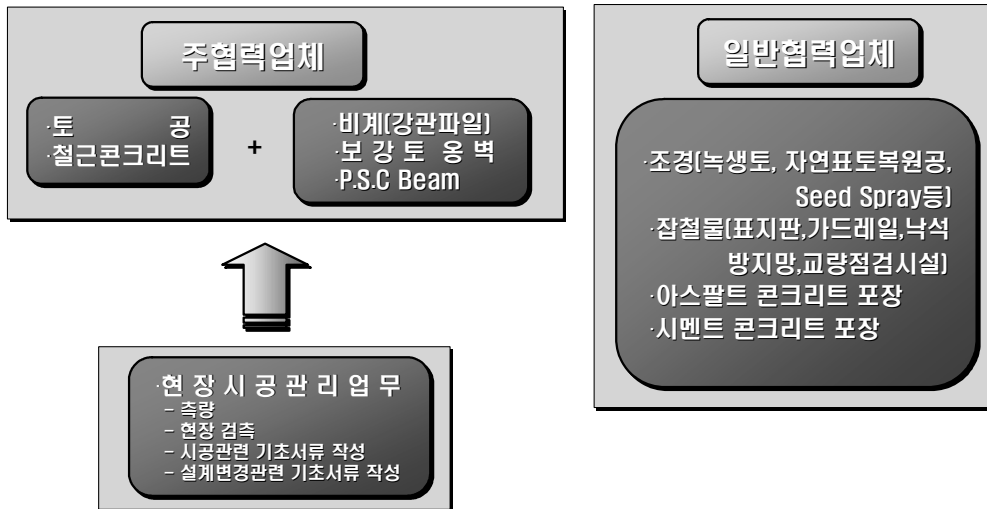 주협력업체
·토 공
·철근콘크리트
+
·비계(강관파일)
·보 강 토 옹 벽
·P.S.C Beam
·현 장 시 공 관 리 업 무
- 측량
- 현장 검측
- 시공관련 기초서류 작성
- 설계변경관련 기초서류 작성
일반협력업체
·조경(녹생토, 자연표토복원공,
Seed Spray등)
·잡철물(표지판,가드레일,낙석
방지망,교량점검시설)
·아스팔트 콘크리트 포장
·시멘트 콘크리트 포장